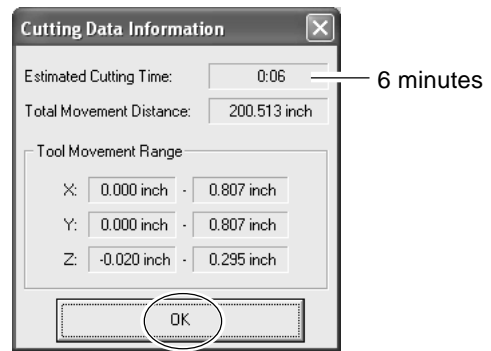 Cutting Data Information
Estimated Cutting Time: 0:06 6 minutes
Total Movement Distance: 200.513 inch
Tool Movement Range
X: 0.000 inch - 0.807 inch
Y: 0.000 inch - 0.807 inch
Z: -0.020 inch - 0.295 inch
OK